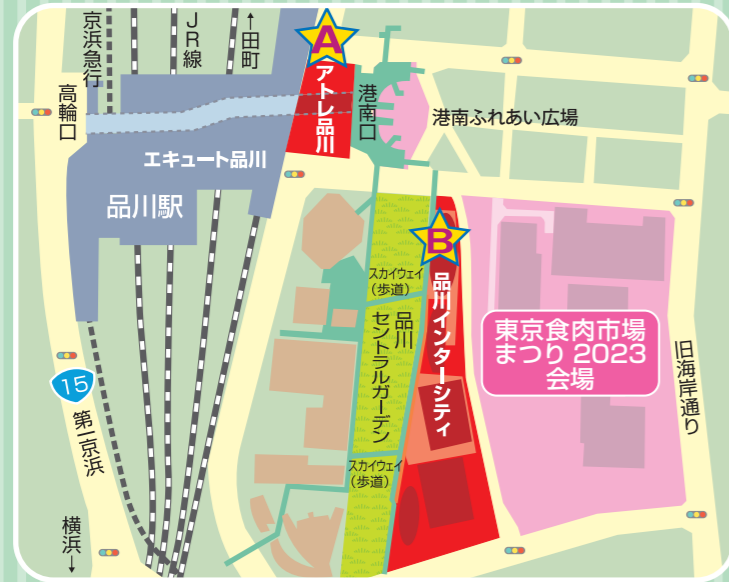 京浜急行
JR線
↑田町
A
アトレ品川
高輪口
港南口
港南ふれあい広場
エキュート品川
品川駅
B
スカイウェイ
(歩道)
品川
セントラルガーデン
品川インターシティ
東京食肉市場
まつり 2023
会場
旧海岸通り
15
第一京浜
スカイウェイ
(歩道)
横浜↓